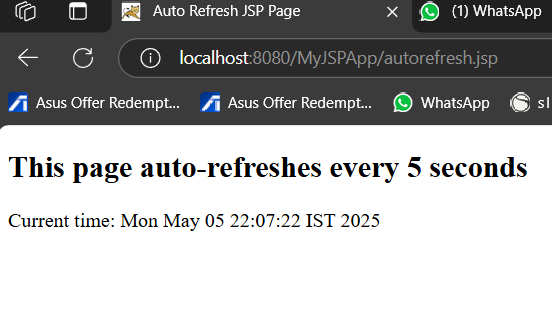 Auto Refresh JSP Page
(1) WhatsApp
localhost:8080/MyJSPApp/autorefresh.jsp
Asus Offer Redempt... Asus Offer Redempt... WhatsApp
This page auto-refreshes every 5 seconds
Current time: Mon May 05 22:07:22 IST 2025